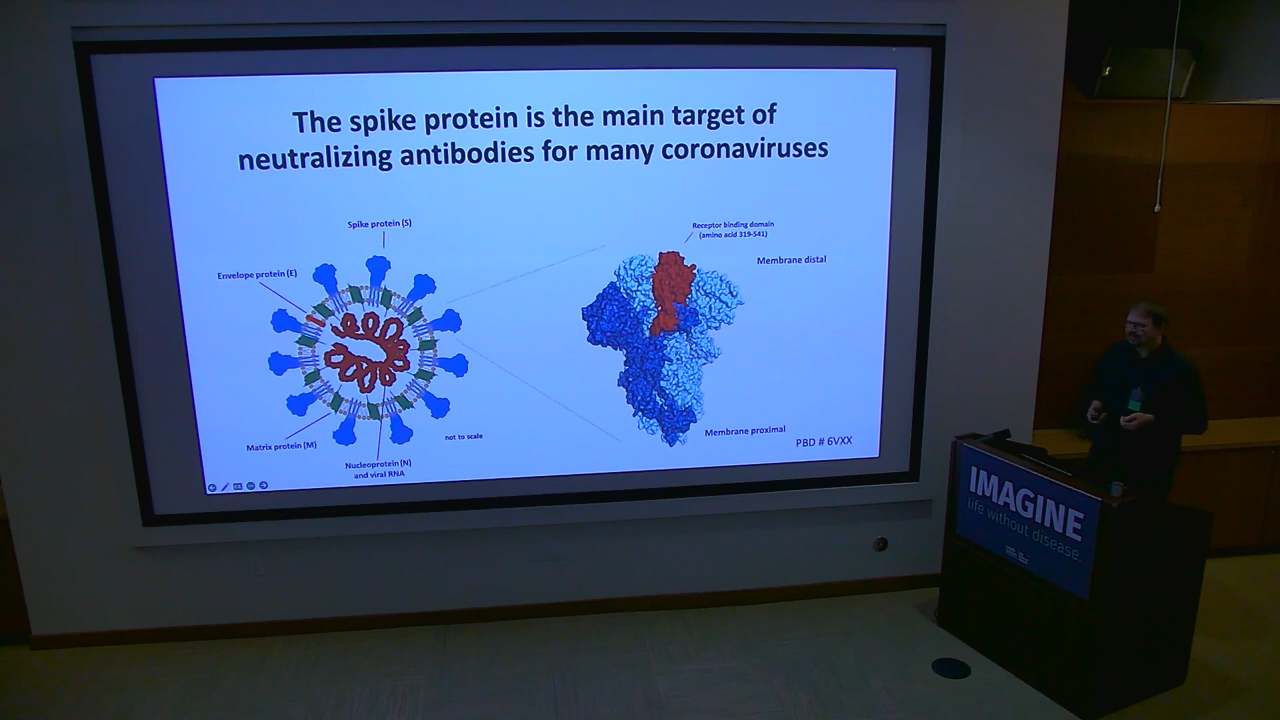 The spike protein is the main target of
neutralizing antibodies for many coronaviruses
Spike protein (S)
Envelope protein (E)
Matrix protein (M)
Nucleoprotein (N)
and viral RNA
not to scale
Receptor binding domain
(amino acid 319-541)
Membrane distal
Membrane proximal
PBD # 6VXX
IMAGINE
life without disease.